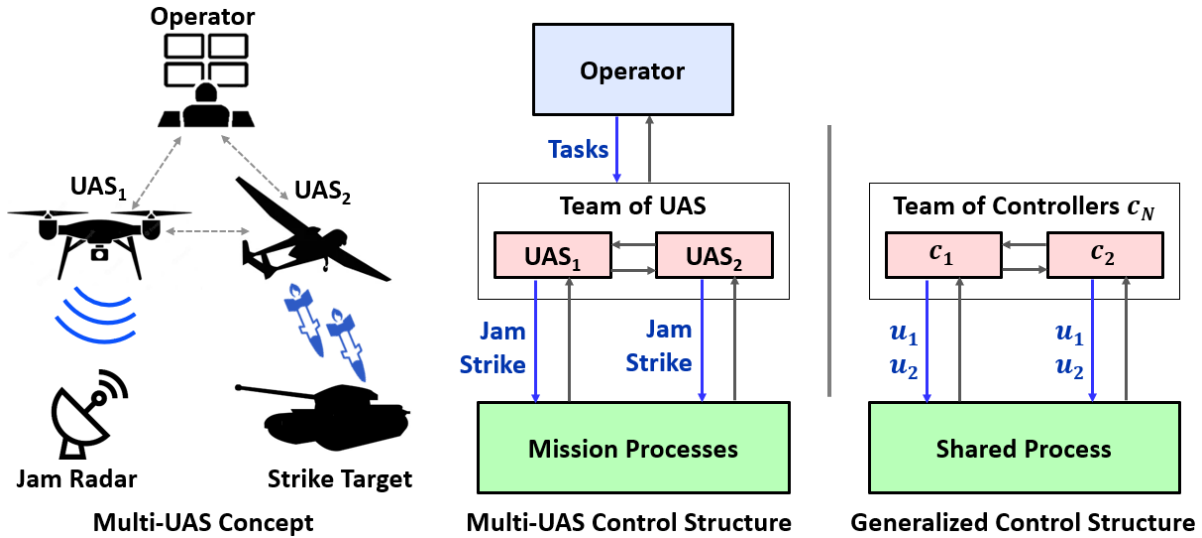 Operator
UAS₁
UAS₂
Jam Radar
Strike Target
Multi-UAS Concept
Operator
Tasks
Team of UAS
UAS₁
UAS₂
Jam
Strike
Jam
Strike
Mission Processes
Multi-UAS Control Structure
Team of Controllers c_N
c₁
c₂
u₁
u₂
u₁
u₂
Shared Process
Generalized Control Structure